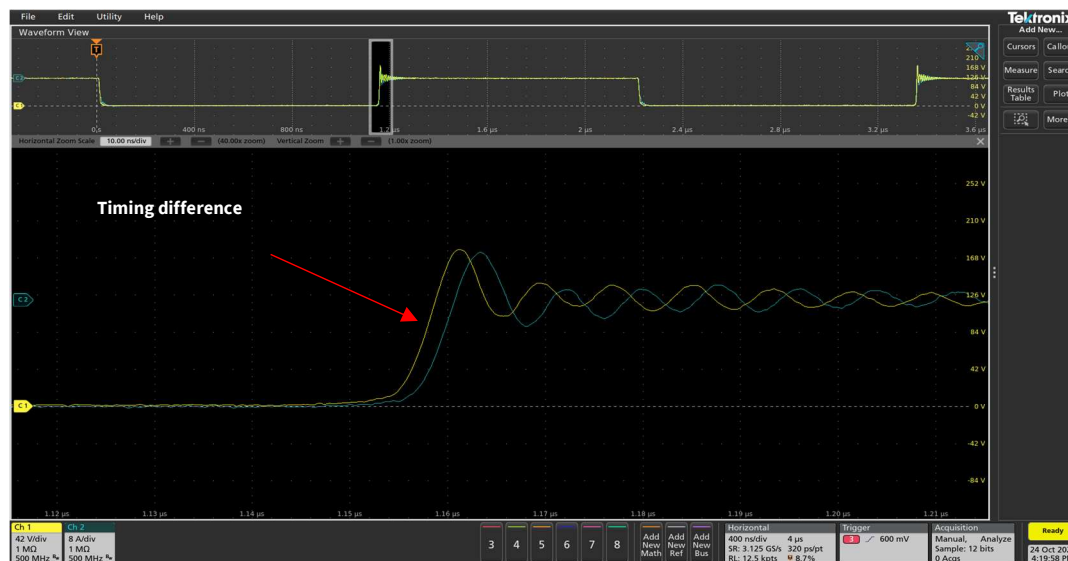 File Edit Utility Help
Tektronix
Add New...
Waveform View
Cursors
Measure
Results Table
Plot
More
C2
T
210
168 V
126 V
84 V
42 V
0 V
-42 V
0 s 400 ns 800 ns 1.2 µs 1.6 µs 2 µs 2.4 µs 2.8 µs 3.2 µs 3.6 µs
Horizontal Zoom Scale 10.00 ns/div + — (40.00x zoom) Vertical Zoom + — (1.00x zoom) X
Timing difference
252 V
210 V
168 V
C 2
126 V
84 V
42 V
C 1
0 V
-42 V
-84 V
1.12 µs 1.13 µs 1.14 µs 1.15 µs 1.16 µs 1.17 µs 1.18 µs 1.19 µs 1.20 µs 1.21 µs
Ch 1
42 V/div
1 MΩ
500 MHz
Ch 2
8 A/div
1 MΩ
500 MHz
3 4 5 6 7 8
Add New Math
Add New Ref
Add New Bus
Horizontal
400 ns/div 4 µs
SR: 3.125 GS/s 320 ps/pt
RL: 12.5 kpts 8.7%
Trigger
3 600 mV
Acquisition
Manual, Analyze
Sample: 12 bits
0 Acqs
Ready
24 Oct
4:19:58 PM